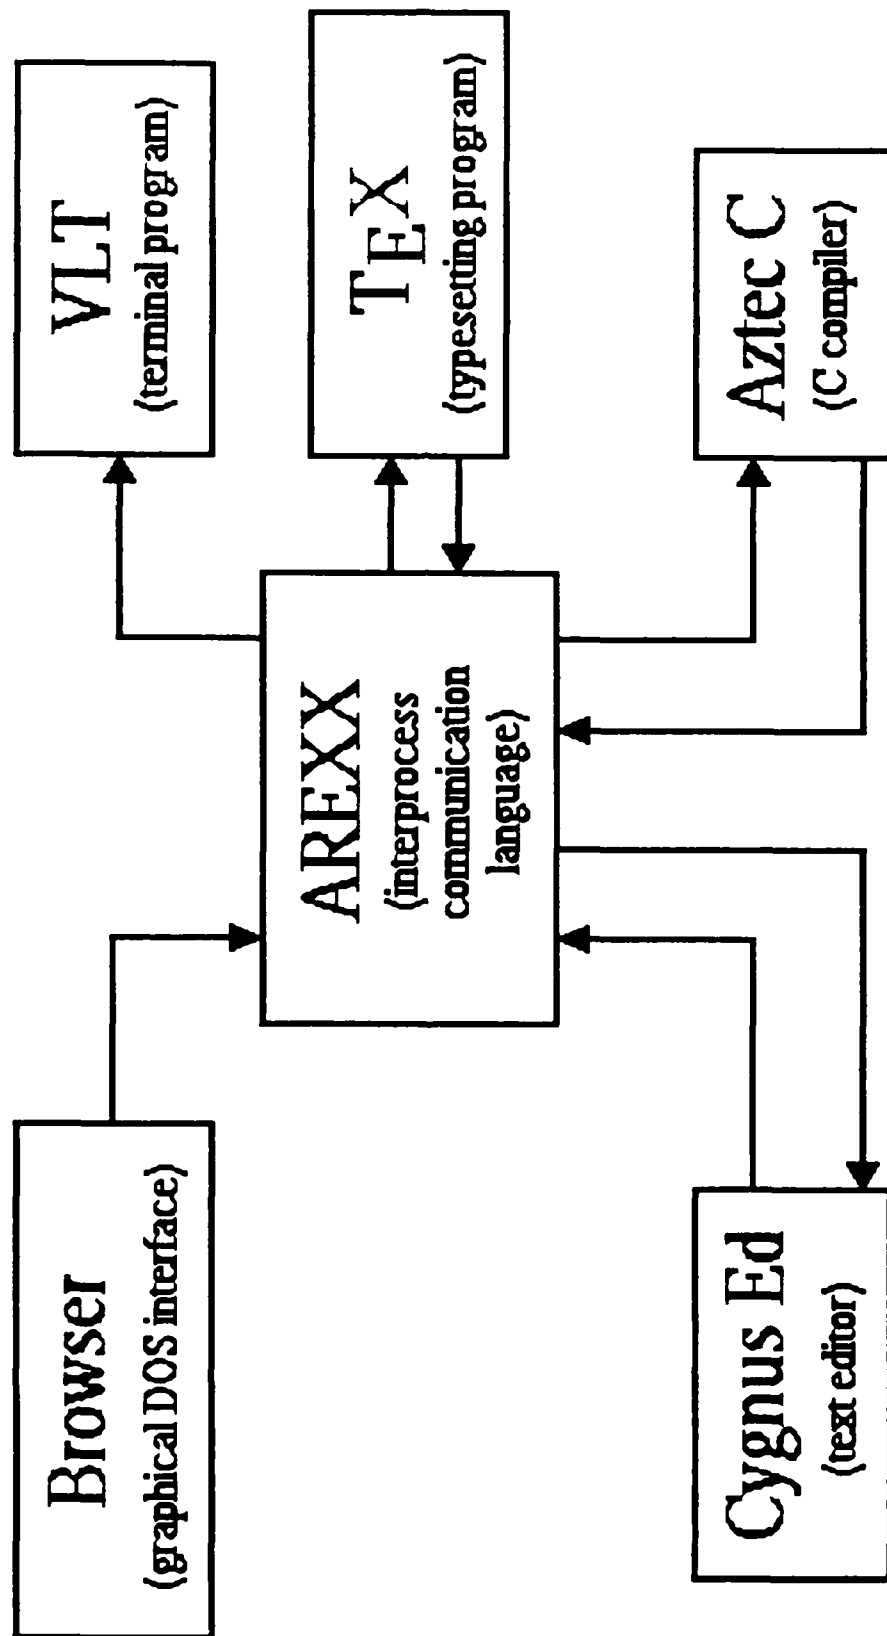 Browser
(graphical DOS interface)
VLT
(terminal program)
AREXX
(interprocess
communication
language)
TEX
(typesetting program)
Cygnus Ed
(text editor)
Aztec C
(C compiler)